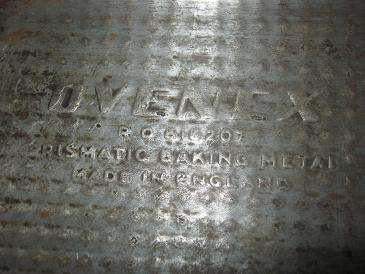 OVENEX
PRISMATIC BAKING METAL
MADE IN ENGLAND